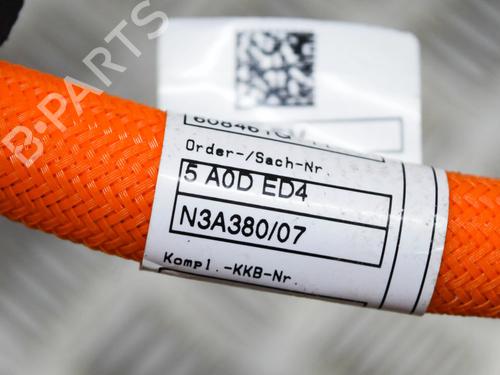 B-PARTS
Order-/Sach-Nr.
5 A0D ED4
N3A380/07
Kompl.-KKB-Nr.